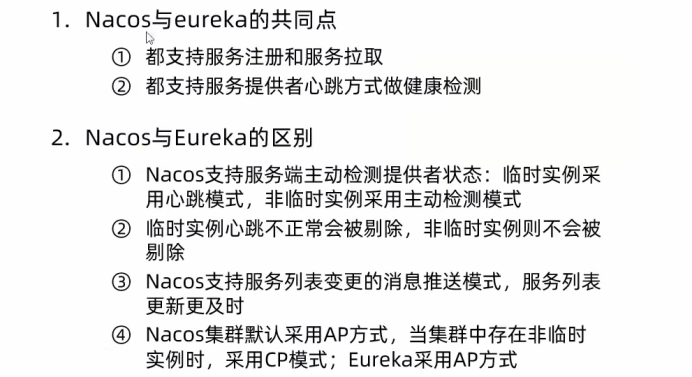 1. Nacos与eureka的共同点
① 都支持服务注册和服务拉取
② 都支持服务提供者心跳方式做健康检测
2. Nacos与Eureka的区别
① Nacos支持服务端主动检测提供者状态：临时实例采
用心跳模式，非临时实例采用主动检测模式
② 临时实例心跳不正常会被剔除，非临时实例则不会被
剔除
③ Nacos支持服务列表变更的消息推送模式，服务列表
更新更及时
④ Nacos集群默认采用AP方式，当集群中存在非临时
实例时，采用CP模式；Eureka采用AP方式